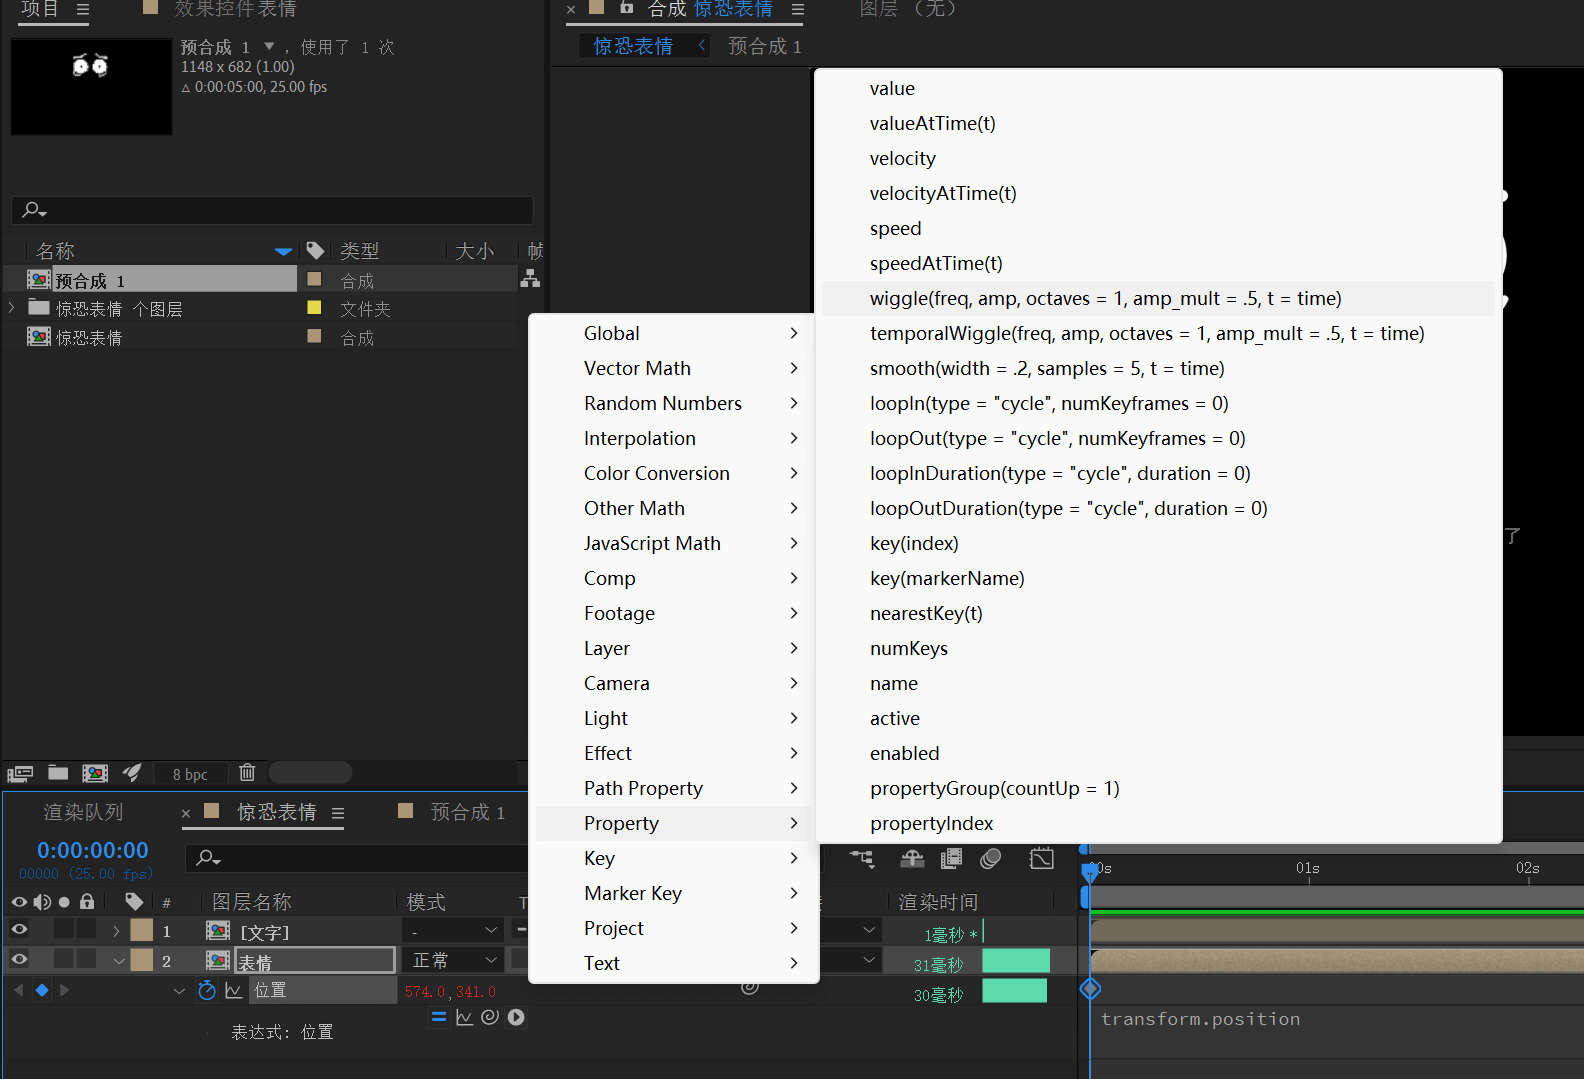 项目
效果控件表情
合成 惊恐表情
图层 （无）
惊恐表情
预合成 1
预合成 1 ▼ ，使用了 1 次
1148 x 682 (1.00)
△ 0:00:05:00, 25.00 fps
名称
类型
大小
帧
预合成 1
合成
惊恐表情 个图层
文件夹
惊恐表情
合成
8 bpc
Global
Vector Math
Random Numbers
Interpolation
Color Conversion
Other Math
JavaScript Math
Comp
Footage
Layer
Camera
Light
Effect
Path Property
Property
Key
Marker Key
Project
Text
value
valueAtTime(t)
velocity
velocityAtTime(t)
speed
speedAtTime(t)
wiggle(freq, amp, octaves = 1, amp_mult = .5, t = time)
temporalWiggle(freq, amp, octaves = 1, amp_mult = .5, t = time)
smooth(width = .2, samples = 5, t = time)
loopIn(type = "cycle", numKeyframes = 0)
loopOut(type = "cycle", numKeyframes = 0)
loopInDuration(type = "cycle", duration = 0)
loopOutDuration(type = "cycle", duration = 0)
key(index)
key(markerName)
nearestKey(t)
numKeys
name
active
enabled
propertyGroup(countUp = 1)
propertyIndex
了
渲染队列
惊恐表情
预合成 1
0:00:00:00
00000 (25.00 fps)
# 图层名称
模式
T
渲染时间
00s
01s
02s
1 [文字]
-
1毫秒 *
2 表情
正常
31毫秒
位置
574.0,341.0
30毫秒
表达式: 位置
transform.position